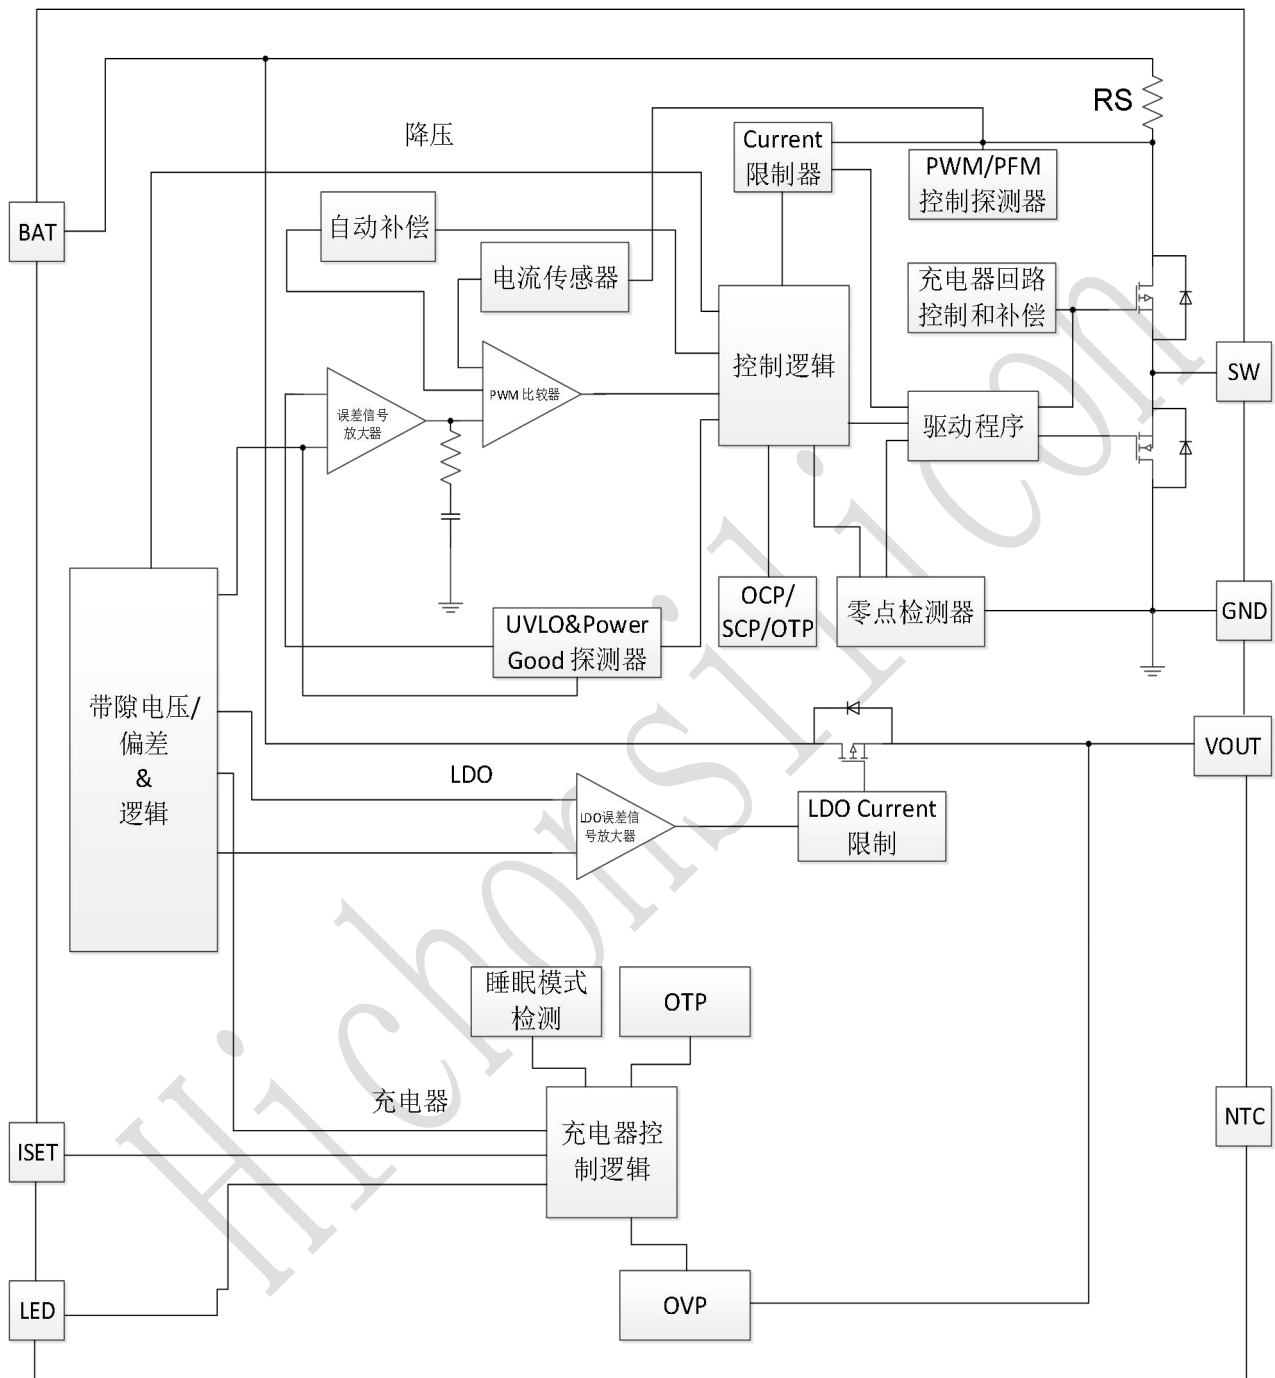 RS
降压
Current
限制器
PWM/PFM
控制探测器
BAT
自动补偿
电流传感器
充电器回路
控制和补偿
控制逻辑
SW
PWM 比较器
误差信号
放大器
驱动程序
OCP/
SCP/OTP
零点检测器
GND
UVLO&Power
Good 探测器
带隙电压/
偏差
&
逻辑
VOUT
LDO
LDO误差信
号放大器
LDO Current
限制
睡眠模式
检测
OTP
充电器
充电器控
制逻辑
ISET
NTC
LED
OVP
Hichonsilicon